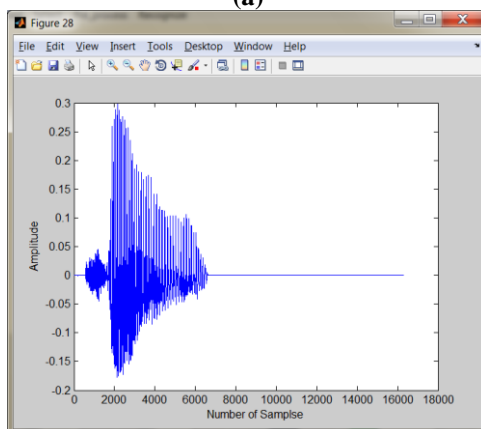 (a)
Figure 28
File Edit View Insert Tools Desktop Window Help
0.3
0.25
0.2
0.15
0.1
0.05
0
-0.05
-0.1
-0.15
-0.2
Amplitude
0 2000 4000 6000 8000 10000 12000 14000 16000 18000
Number of Samplse